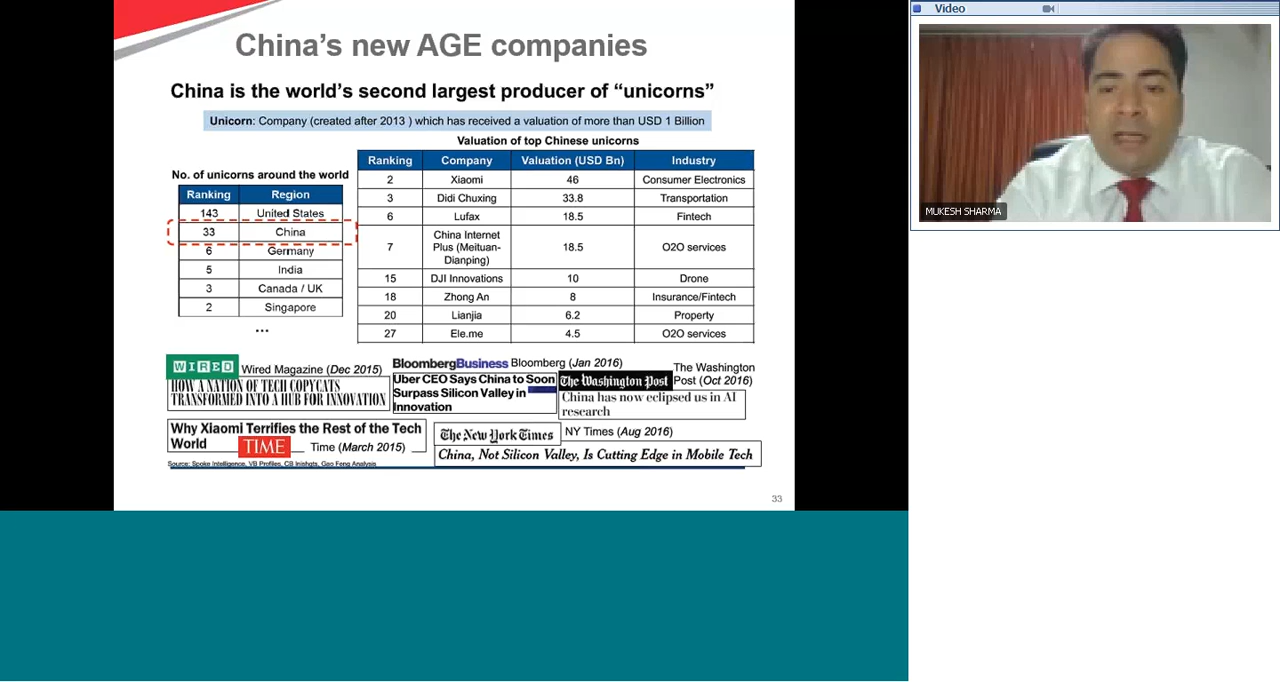 Video
China's new AGE companies
China is the world's second largest producer of "unicorns"
Unicorn: Company (created after 2013 ) which has received a valuation of more than USD 1 Billion
No. of unicorns around the world
Ranking Region
143 United States
33 China
6 Germany
5 India
3 Canada / UK
2 Singapore
...
Valuation of top Chinese unicorns
Ranking Company Valuation (USD Bn) Industry
2 Xiaomi 46 Consumer Electronics
3 Didi Chuxing 33.8 Transportation
6 Lufax 18.5 Fintech
7 China Internet Plus (Meituan-Dianping) 18.5 O2O services
15 DJI Innovations 10 Drone
18 Zhong An 8 Insurance/Fintech
20 Lianjia 6.2 Property
27 Ele.me 4.5 O2O services
WIRED Wired Magazine (Dec 2015)
HOW A NATION OF TECH COPYCATS
TRANSFORMED INTO A HUB FOR INNOVATION
BloombergBusiness Bloomberg (Jan 2016)
Uber CEO Says China to Soon
Surpass Silicon Valley in
Innovation
The Washington Post
The Washington
Post (Oct 2016)
China has now eclipsed us in AI
research
Why Xiaomi Terrifies the Rest of the Tech
World
TIME Time (March 2015)
The New York Times NY Times (Aug 2016)
China, Not Silicon Valley, Is Cutting Edge in Mobile Tech
Source: Spoke Intelligence, VB Profiles, CB Inishgts, Gao Feng Analysis
33
MUKESH SHARMA